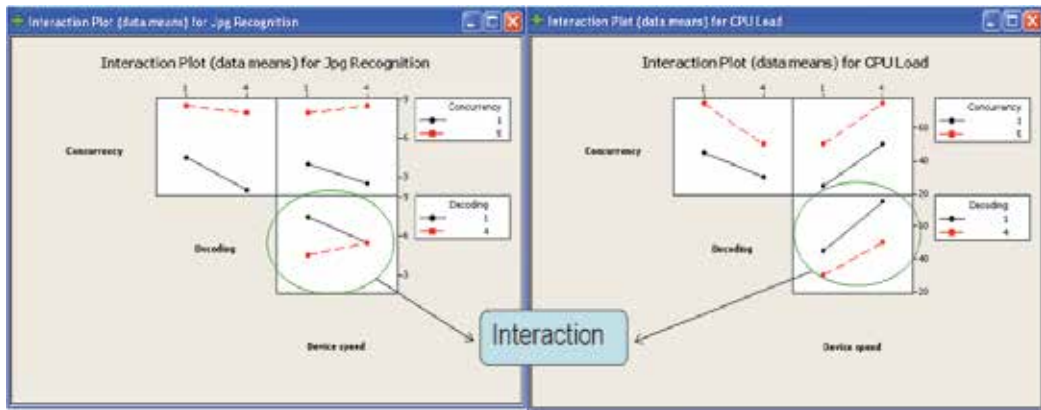 Interaction Plot (data means) for Jpg Recognition
Interaction Plot (data means) for CPU Load
Interaction Plot (data means) for Jpg Recognition
1 4 1 4
Concurrency
Concurrency
1
5
Decoding
Decoding
1
4
Device speed
Interaction Plot (data means) for CPU Load
1 4 1 4
60
40
20
Concurrency
Concurrency
1
5
40
20
Decoding
Decoding
1
4
Device speed
Interaction